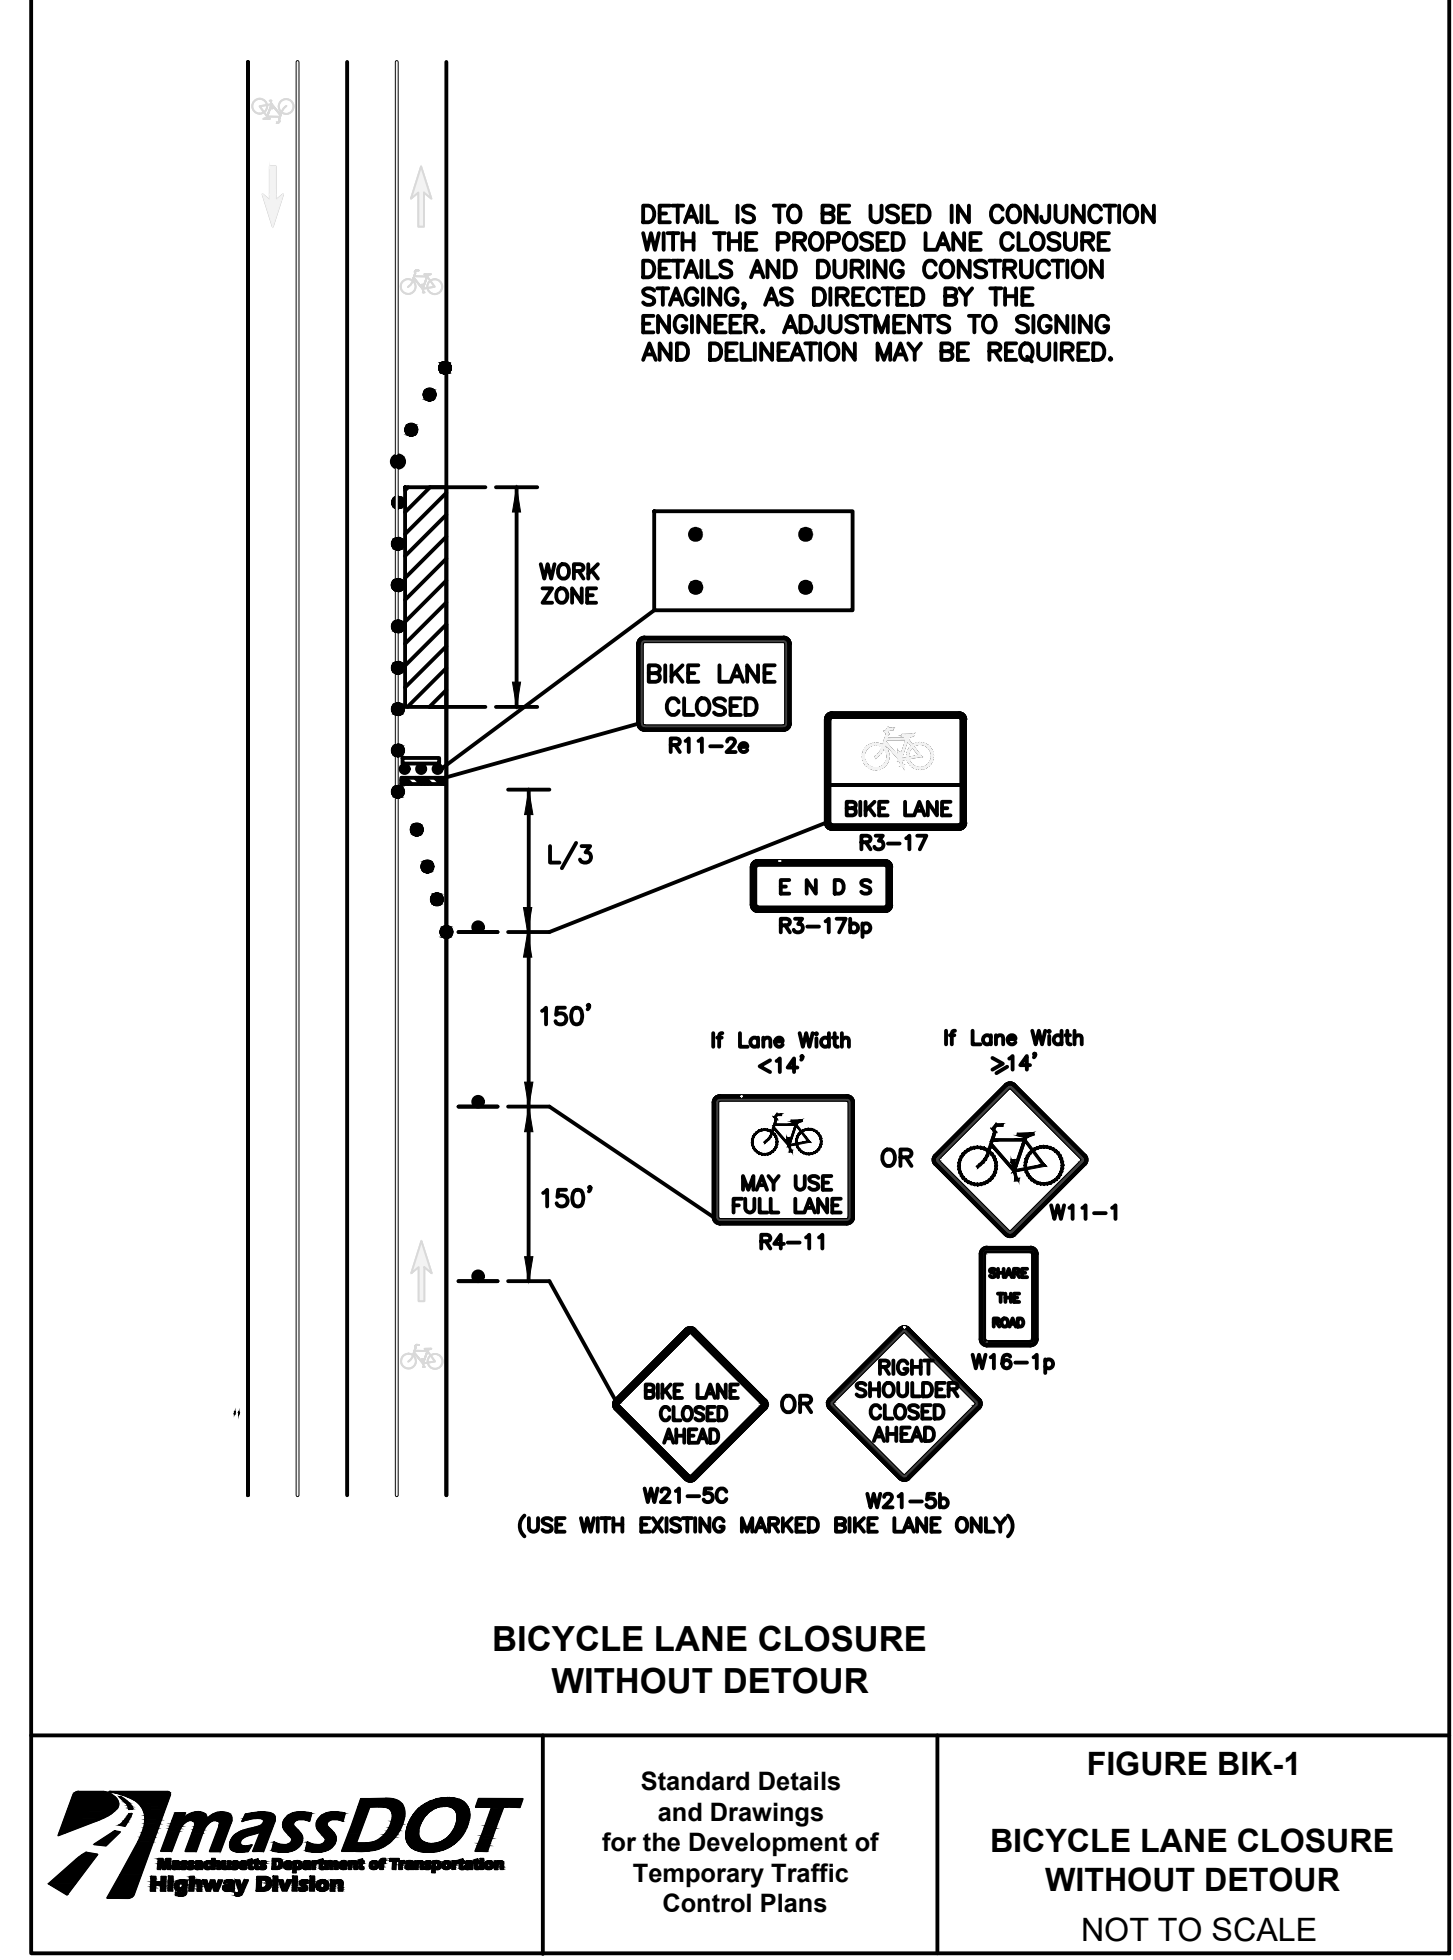 DETAIL IS TO BE USED IN CONJUNCTION
WITH THE PROPOSED LANE CLOSURE
DETAILS AND DURING CONSTRUCTION
STAGING, AS DIRECTED BY THE
ENGINEER. ADJUSTMENTS TO SIGNING
AND DELINEATION MAY BE REQUIRED.
WORK
ZONE
BIKE LANE
CLOSED
R11-2e
BIKE LANE
R3-17
L/3
ENDS
R3-17bp
150'
If Lane Width
<14'
If Lane Width
≥14'
MAY USE
FULL LANE
R4-11
OR
W11-1
150'
SHARE
THE
ROAD
W16-1p
BIKE LANE
CLOSED
AHEAD
W21-5C
OR
RIGHT
SHOULDER
CLOSED
AHEAD
W21-5b
(USE WITH EXISTING MARKED BIKE LANE ONLY)
BICYCLE LANE CLOSURE
WITHOUT DETOUR
massDOT
Massachusetts Department of Transportation
Highway Division
Standard Details
and Drawings
for the Development of
Temporary Traffic
Control Plans
FIGURE BIK-1
BICYCLE LANE CLOSURE
WITHOUT DETOUR
NOT TO SCALE